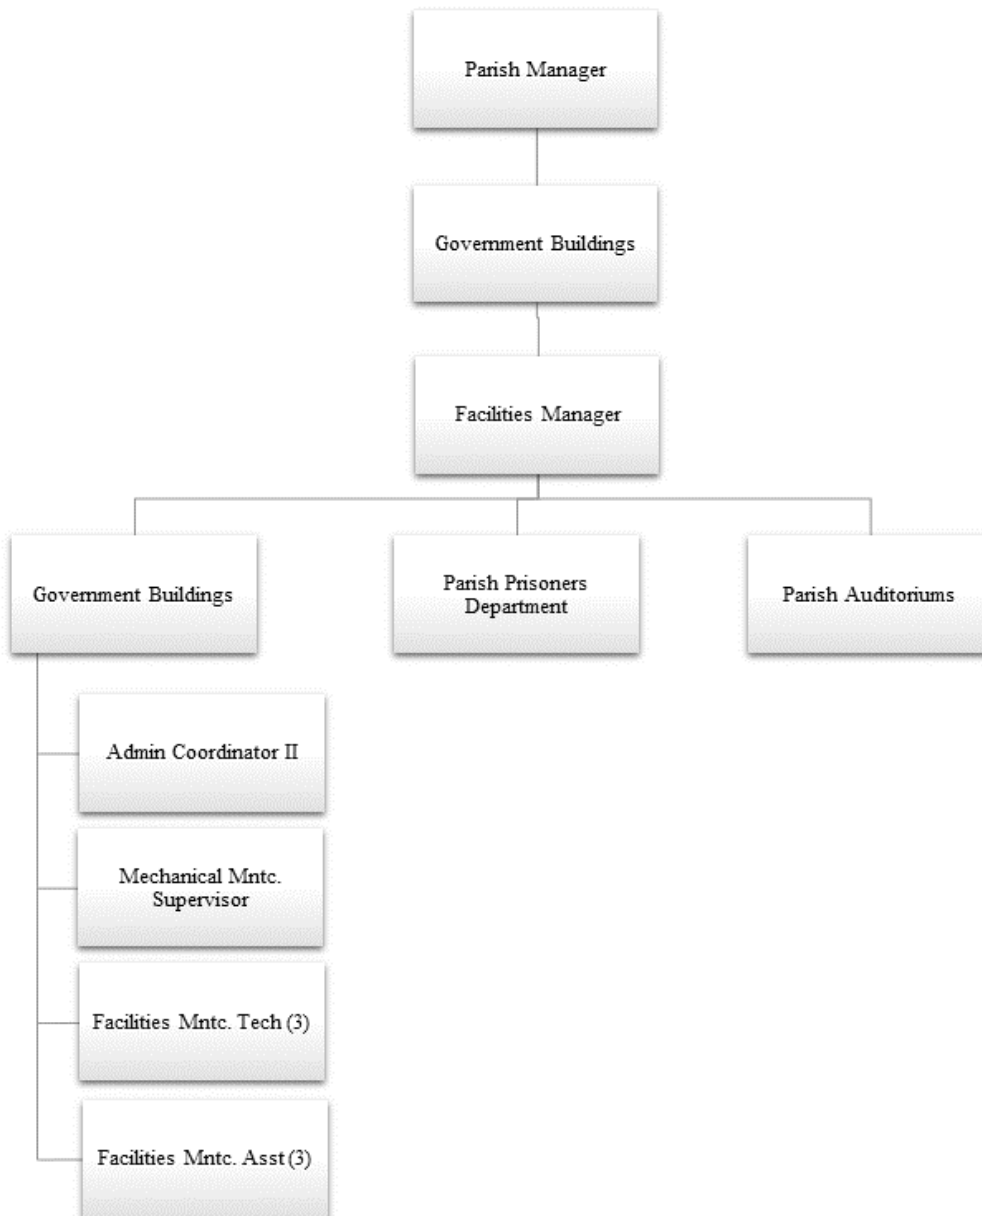 Parish Manager
Government Buildings
Facilities Manager
Government Buildings
Parish Prisoners
Department
Parish Auditoriums
Admin Coordinator II
Mechanical Mntc.
Supervisor
Facilities Mntc. Tech (3)
Facilities Mntc. Asst (3)